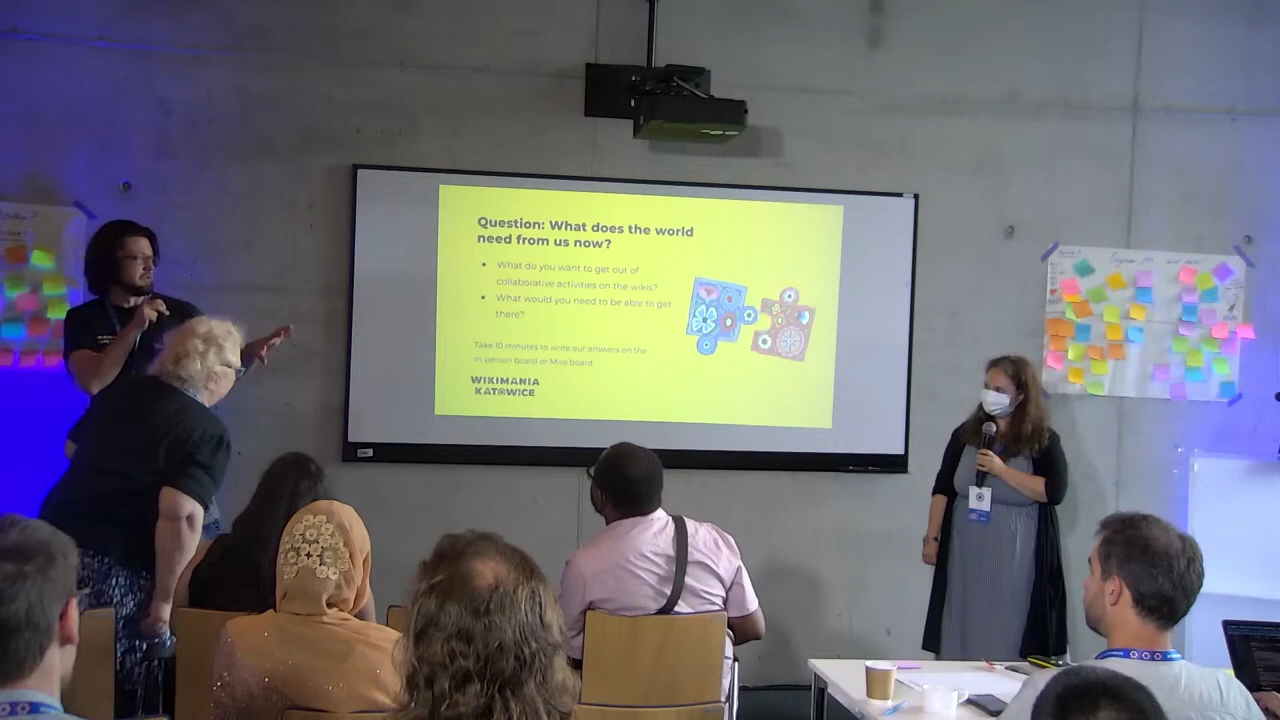 Question: What does the world
need from us now?
• What do you want to get out of
collaborative activities on the wikis?
• What would you need to be able to get
there?
Take 10 minutes to write our answers on the
in-person board or Miro board
WIKIMANIA
KATOWICE